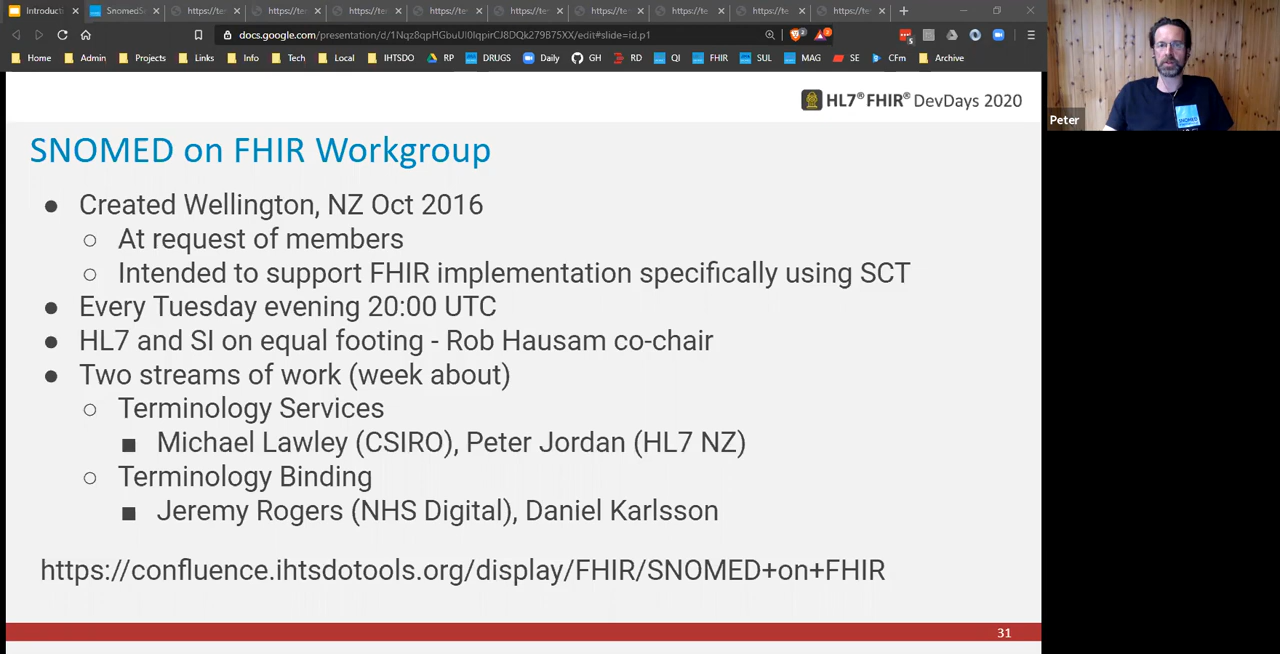 Introduct
SnomedS
https://te
https://te
https://te
https://te
https://te
https://te
https://te
https://te
https://te
docs.google.com/presentation/d/1Nqz8qpHGbuUi0IqpirCJ8DQk279875XX/edit#slide=id.p1
Home Admin Projects Links Info Tech Local IHTSDO RP DRUGS Daily GH RD QI FHIR SUL MAG SE CFm Archive
HL7® FHIR® DevDays 2020
Peter
SNOMED
SNOMED on FHIR Workgroup
● Created Wellington, NZ Oct 2016
○ At request of members
○ Intended to support FHIR implementation specifically using SCT
● Every Tuesday evening 20:00 UTC
● HL7 and SI on equal footing - Rob Hausam co-chair
● Two streams of work (week about)
○ Terminology Services
■ Michael Lawley (CSIRO), Peter Jordan (HL7 NZ)
○ Terminology Binding
■ Jeremy Rogers (NHS Digital), Daniel Karlsson
https://confluence.ihtsdotools.org/display/FHIR/SNOMED+on+FHIR
31